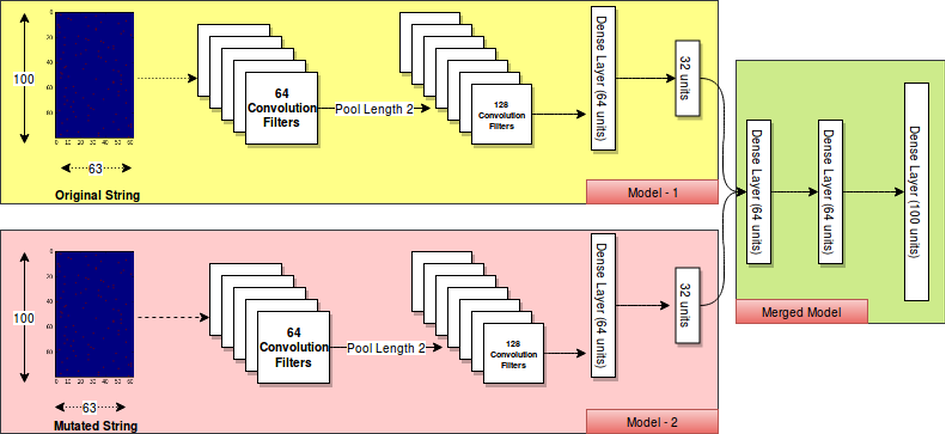 0
20
40
60
80
0 10 20 30 40 50 60
100
63
Original String
64
Convolution
Filters
Pool Length 2
128
Convolution
Filters
Dense Layer (64 units)
32 units
Model - 1
0
20
40
60
80
0 10 20 30 40 50 60
100
63
Mutated String
64
Convolution
Filters
Pool Length 2
128
Convolution
Filters
Dense Layer (64 units)
32 units
Model - 2
Dense Layer (64 units)
Dense Layer (64 units)
Dense Layer (100 units)
Merged Model